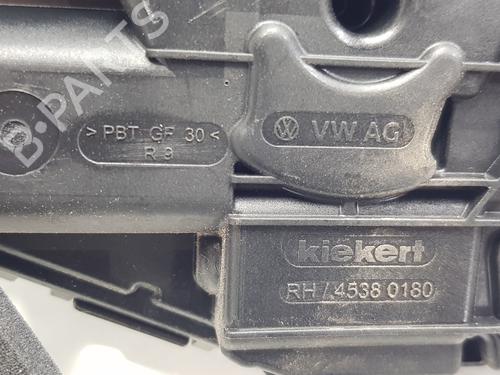 B-PARTS
> PBT GF 30 <
R 9
VW AG
kiekert
RH / 4538 0180